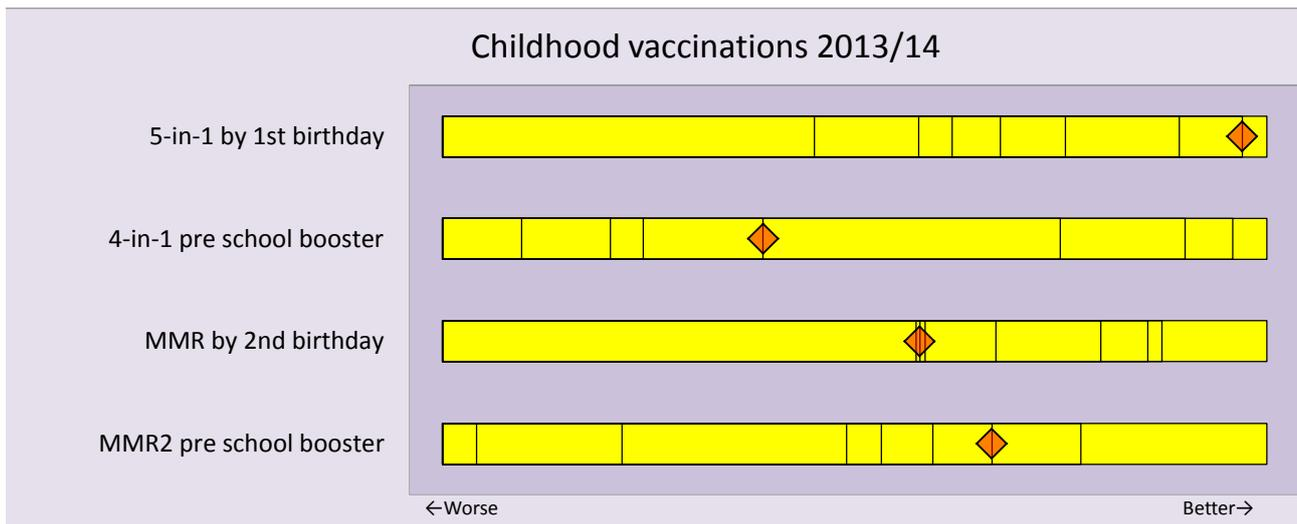 Childhood vaccinations 2013/14
5-in-1 by 1st birthday
4-in-1 pre school booster
MMR by 2nd birthday
MMR2 pre school booster
←Worse
Better→